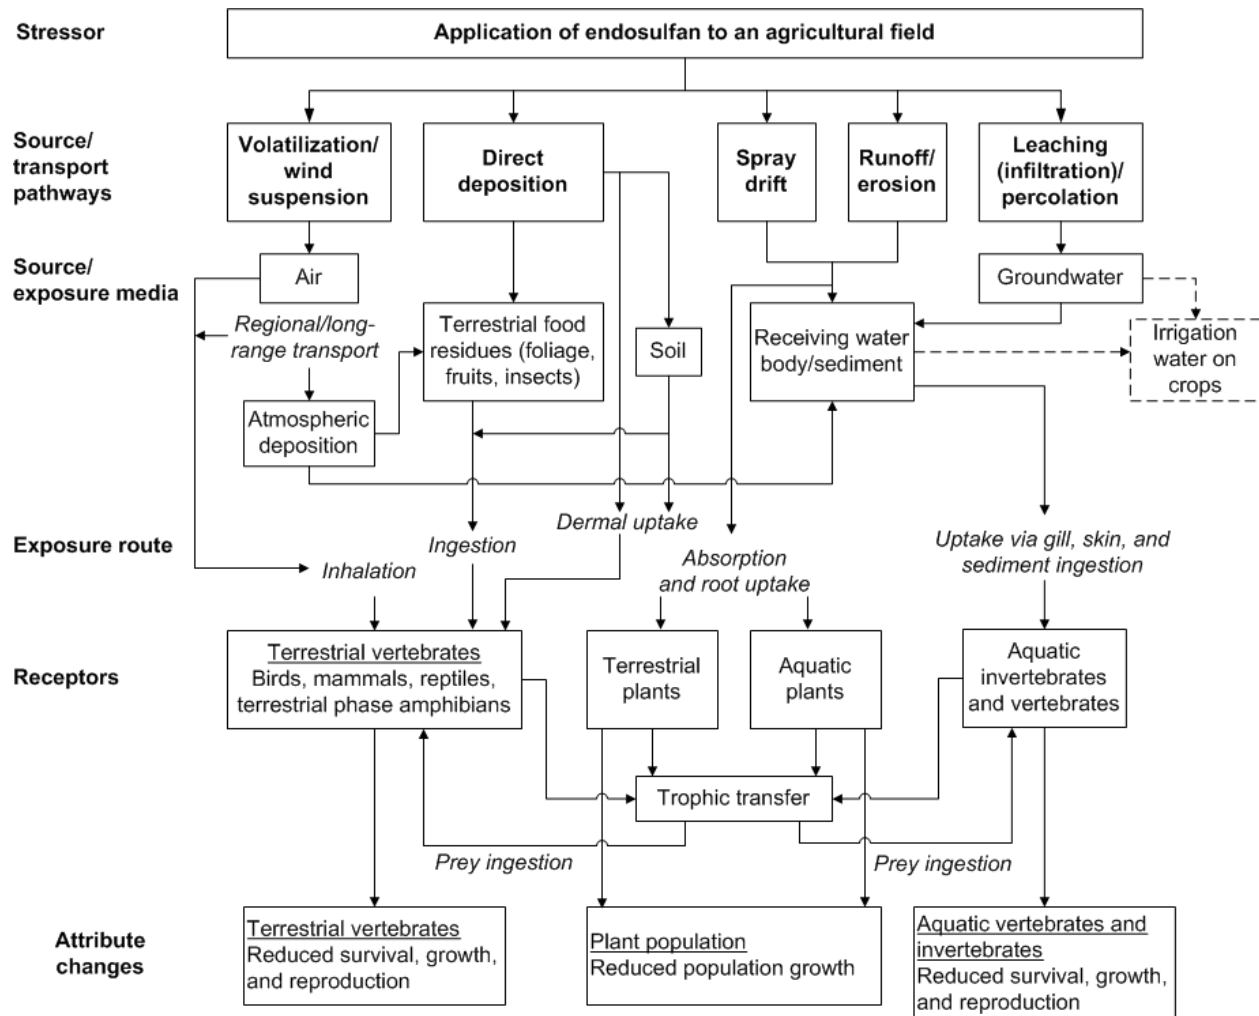 Stressor
Application of endosulfan to an agricultural field
Source/
transport
pathways
Volatilization/
wind
suspension
Direct
deposition
Spray
drift
Runoff/
erosion
Leaching
(infiltration)/
percolation
Source/
exposure media
Air
Groundwater
Regional/long-
range transport
Terrestrial food
residues (foliage,
fruits, insects)
Soil
Receiving water
body/sediment
Irrigation
water on
crops
Atmospheric
deposition
Exposure route
Inhalation
Ingestion
Dermal uptake
Absorption
and root uptake
Uptake via gill, skin, and
sediment ingestion
Receptors
Terrestrial vertebrates
Birds, mammals, reptiles,
terrestrial phase amphibians
Terrestrial
plants
Aquatic
plants
Aquatic
invertebrates
and vertebrates
Trophic transfer
Prey ingestion
Prey ingestion
Attribute
changes
Terrestrial vertebrates
Reduced survival, growth,
and reproduction
Plant population
Reduced population growth
Aquatic vertebrates and
invertebrates
Reduced survival, growth,
and reproduction